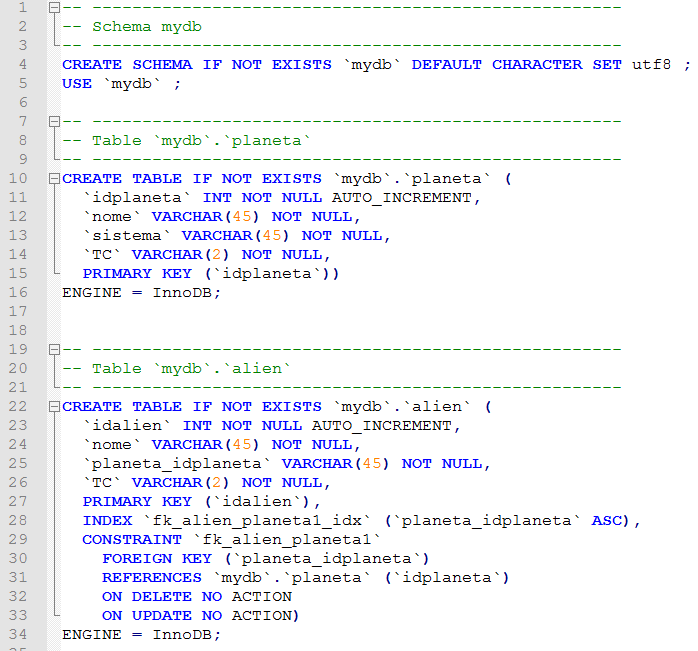 1 -- -----------------------------------------------------
2 -- Schema mydb
3 -- -----------------------------------------------------
4 CREATE SCHEMA IF NOT EXISTS `mydb` DEFAULT CHARACTER SET utf8 ;
5 USE `mydb` ;
6
7 -- -----------------------------------------------------
8 -- Table `mydb`.`planeta`
9 -- -----------------------------------------------------
10 CREATE TABLE IF NOT EXISTS `mydb`.`planeta` (
11   `idplaneta` INT NOT NULL AUTO_INCREMENT,
12   `nome` VARCHAR(45) NOT NULL,
13   `sistema` VARCHAR(45) NOT NULL,
14   `TC` VARCHAR(2) NOT NULL,
15   PRIMARY KEY (`idplaneta`))
16 ENGINE = InnoDB;
17
18
19 -- -----------------------------------------------------
20 -- Table `mydb`.`alien`
21 -- -----------------------------------------------------
22 CREATE TABLE IF NOT EXISTS `mydb`.`alien` (
23   `idalien` INT NOT NULL AUTO_INCREMENT,
24   `nome` VARCHAR(45) NOT NULL,
25   `planeta_idplaneta` VARCHAR(45) NOT NULL,
26   `TC` VARCHAR(2) NOT NULL,
27   PRIMARY KEY (`idalien`),
28   INDEX `fk_alien_planeta1_idx` (`planeta_idplaneta` ASC),
29   CONSTRAINT `fk_alien_planeta1`
30     FOREIGN KEY (`planeta_idplaneta`)
31     REFERENCES `mydb`.`planeta` (`idplaneta`)
32     ON DELETE NO ACTION
33     ON UPDATE NO ACTION)
34 ENGINE = InnoDB;